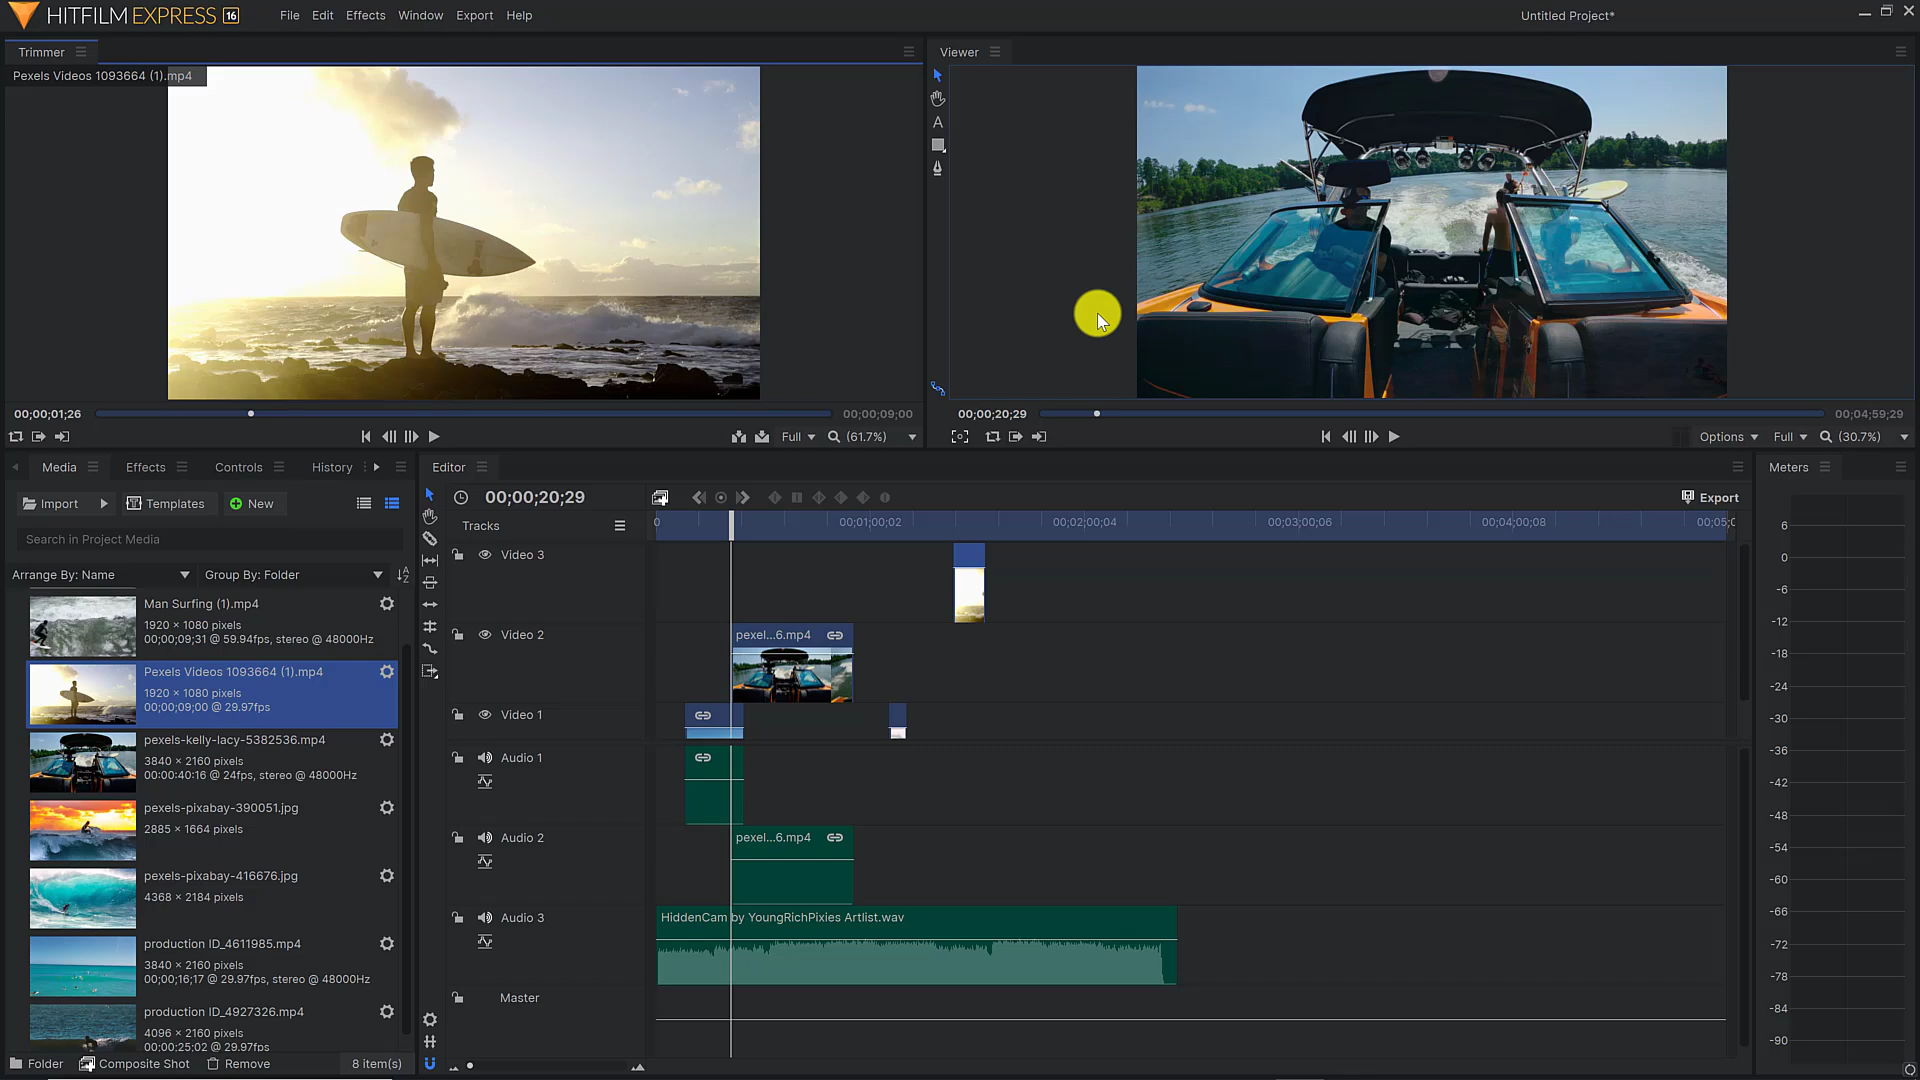 HITFILM EXPRESS 16
File Edit Effects Window Export Help
Untitled Project*
Trimmer
Viewer
Pexels Videos 1093664 (1).mp4
A
00;00;01;26
00;00;09;00
Full
(61.7%)
00;00;20;29
00;04;59;29
Options
Full
(30.7%)
Media
Effects
Controls
History
Import
Templates
New
Search in Project Media
Arrange By: Name
Group By: Folder
Man Surfing (1).mp4
1920 × 1080 pixels
00;00;09;31 @ 59.94fps, stereo @ 48000Hz
Pexels Videos 1093664 (1).mp4
1920 × 1080 pixels
00;00;09;00 @ 29.97fps
pexels-kelly-lacy-5382536.mp4
3840 × 2160 pixels
00:00:40:16 @ 24fps, stereo @ 48000Hz
pexels-pixabay-390051.jpg
2885 × 1664 pixels
pexels-pixabay-416676.jpg
4368 × 2184 pixels
production ID_4611985.mp4
3840 × 2160 pixels
00;00;16;17 @ 29.97fps, stereo @ 48000Hz
production ID_4927326.mp4
4096 × 2160 pixels
00;00;25;02 @ 29.97fps
Folder
Composite Shot
Remove
8 item(s)
Editor
00;00;20;29
Export
Tracks
0
00;01;00;02
00;02;00;04
00;03;00;06
00;04;00;08
00;05;0
Video 3
Video 2
pexel...6.mp4
Video 1
Audio 1
Audio 2
pexel...6.mp4
Audio 3
HiddenCam by YoungRichPixies Artlist.wav
Master
Meters
6
0
-6
-12
-18
-24
-30
-36
-42
-48
-54
-60
-66
-72
-78
-84
-90